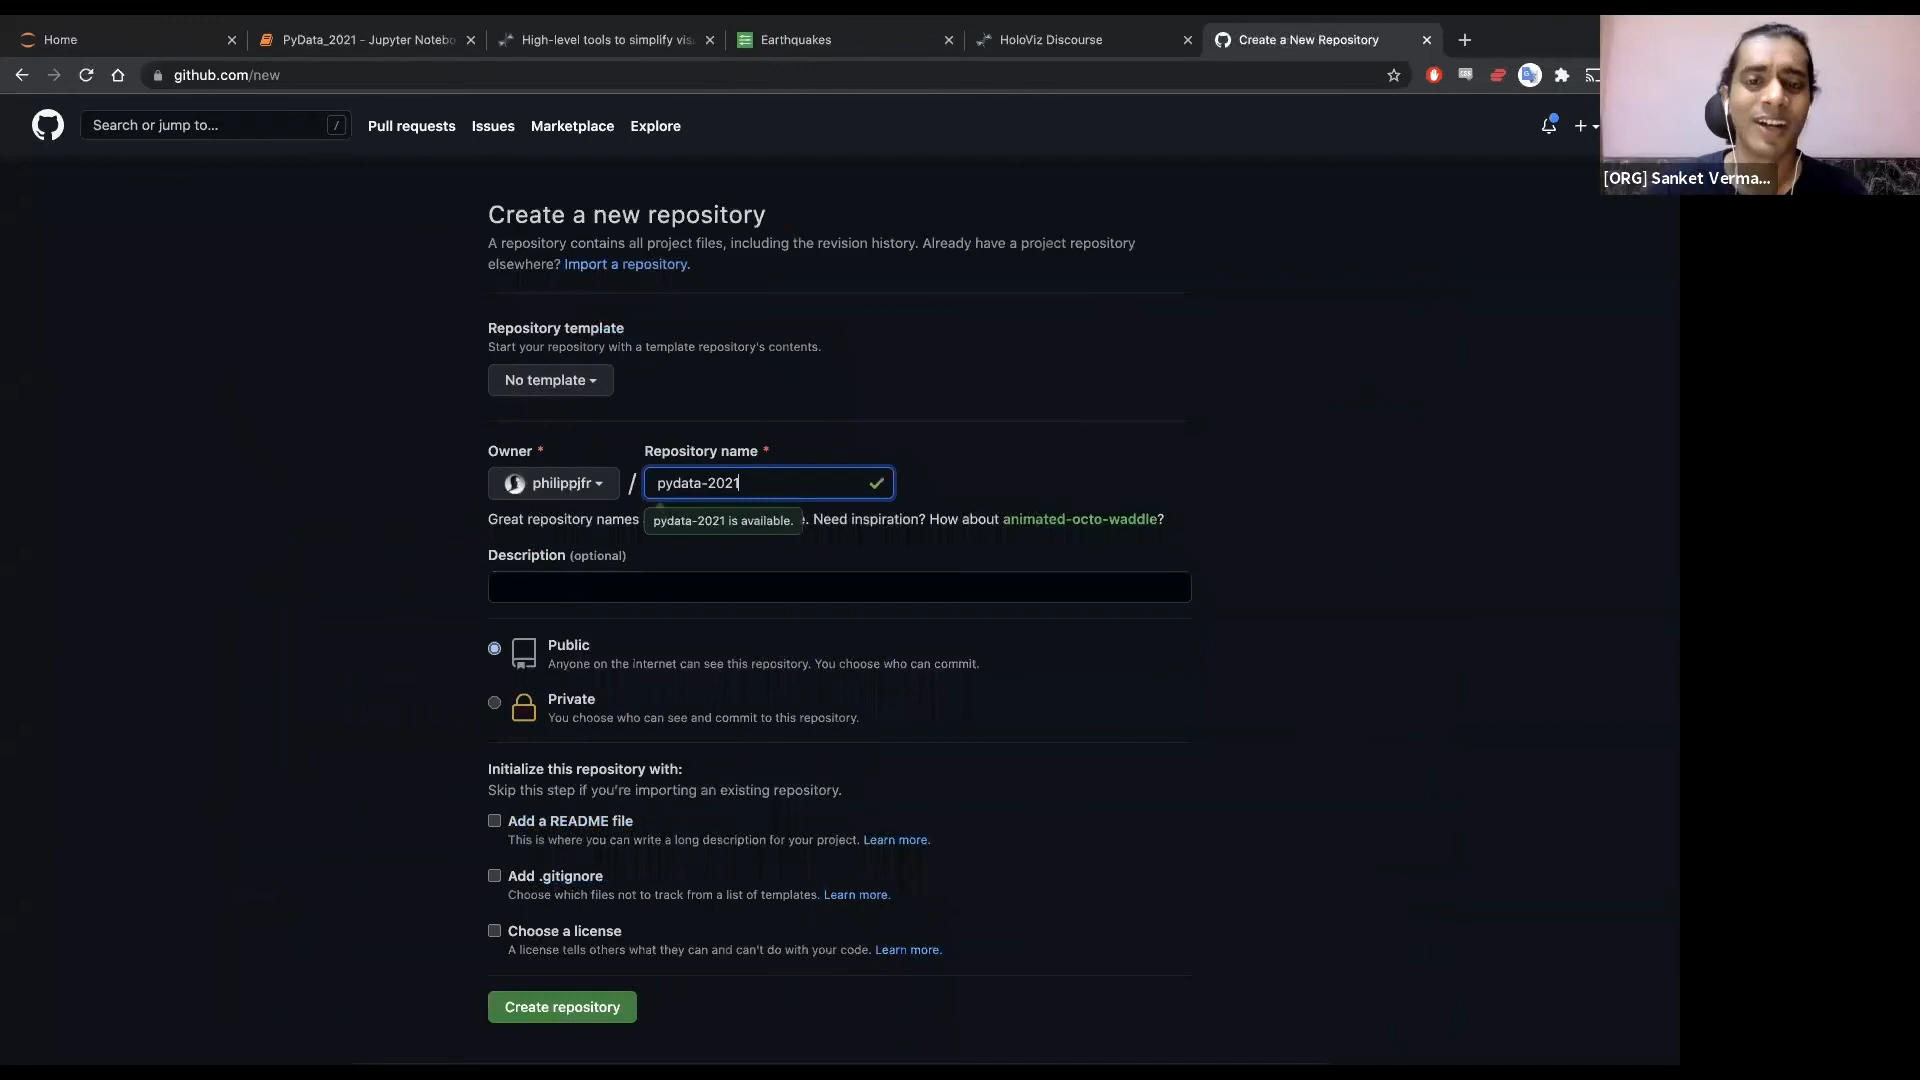 Home
PyData_2021 - Jupyter Notebo
High-level tools to simplify vis
Earthquakes
HoloViz Discourse
Create a New Repository
github.com/new
Search or jump to...
/
Pull requests
Issues
Marketplace
Explore
[ORG] Sanket Verma...
Create a new repository
A repository contains all project files, including the revision history. Already have a project repository
elsewhere? Import a repository.
Repository template
Start your repository with a template repository's contents.
No template
Owner *
Repository name *
philippjfr
/
pydata-2021
Great repository names
pydata-2021 is available.
. Need inspiration? How about animated-octo-waddle?
Description (optional)
Public
Anyone on the internet can see this repository. You choose who can commit.
Private
You choose who can see and commit to this repository.
Initialize this repository with:
Skip this step if you're importing an existing repository.
Add a README file
This is where you can write a long description for your project. Learn more.
Add .gitignore
Choose which files not to track from a list of templates. Learn more.
Choose a license
A license tells others what they can and can't do with your code. Learn more.
Create repository